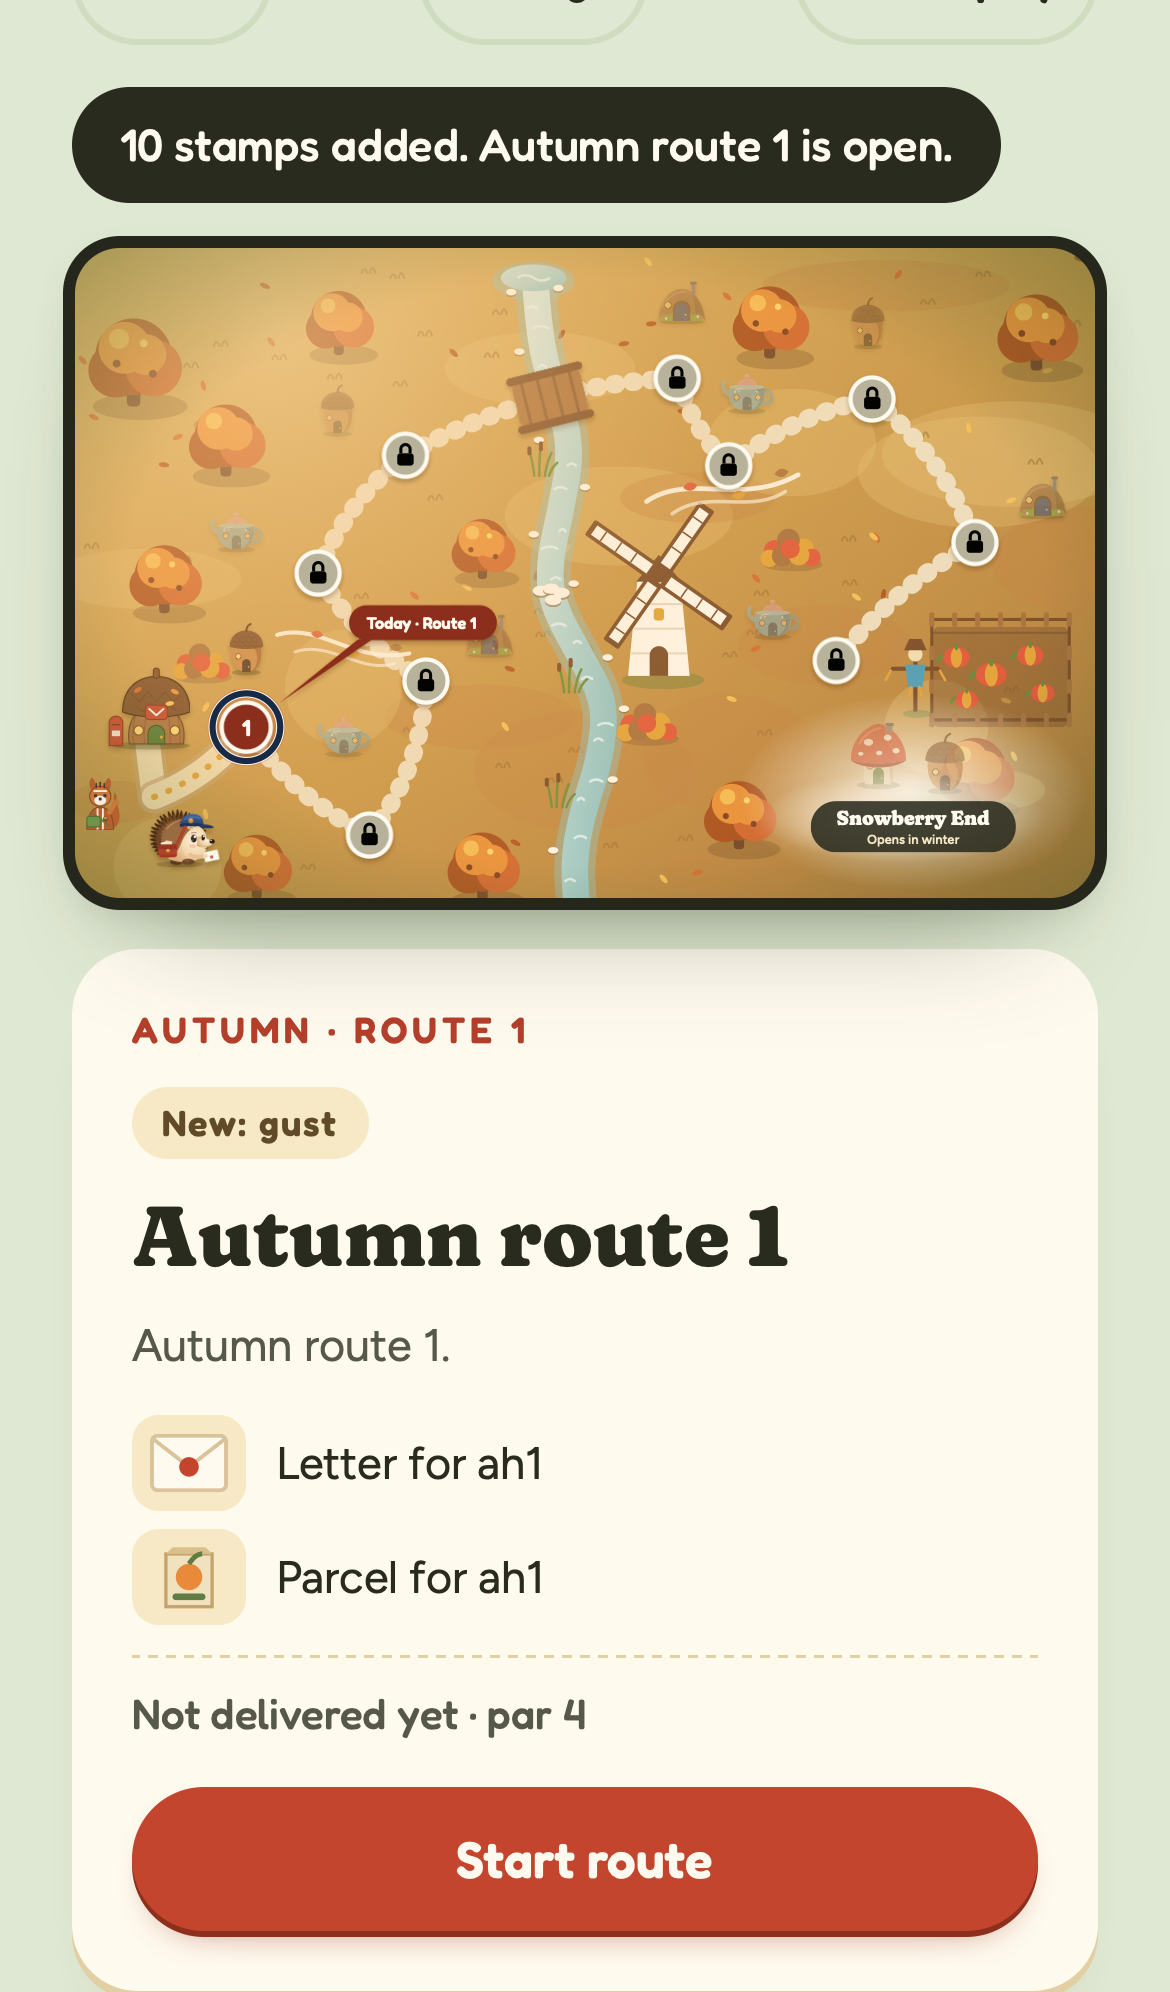 10 stamps added. Autumn route 1 is open.
Today · Route 1
1
Snowberry End
Opens in winter
AUTUMN · ROUTE 1
New: gust
Autumn route 1
Autumn route 1.
Letter for ah1
Parcel for ah1
Not delivered yet · par 4
Start route